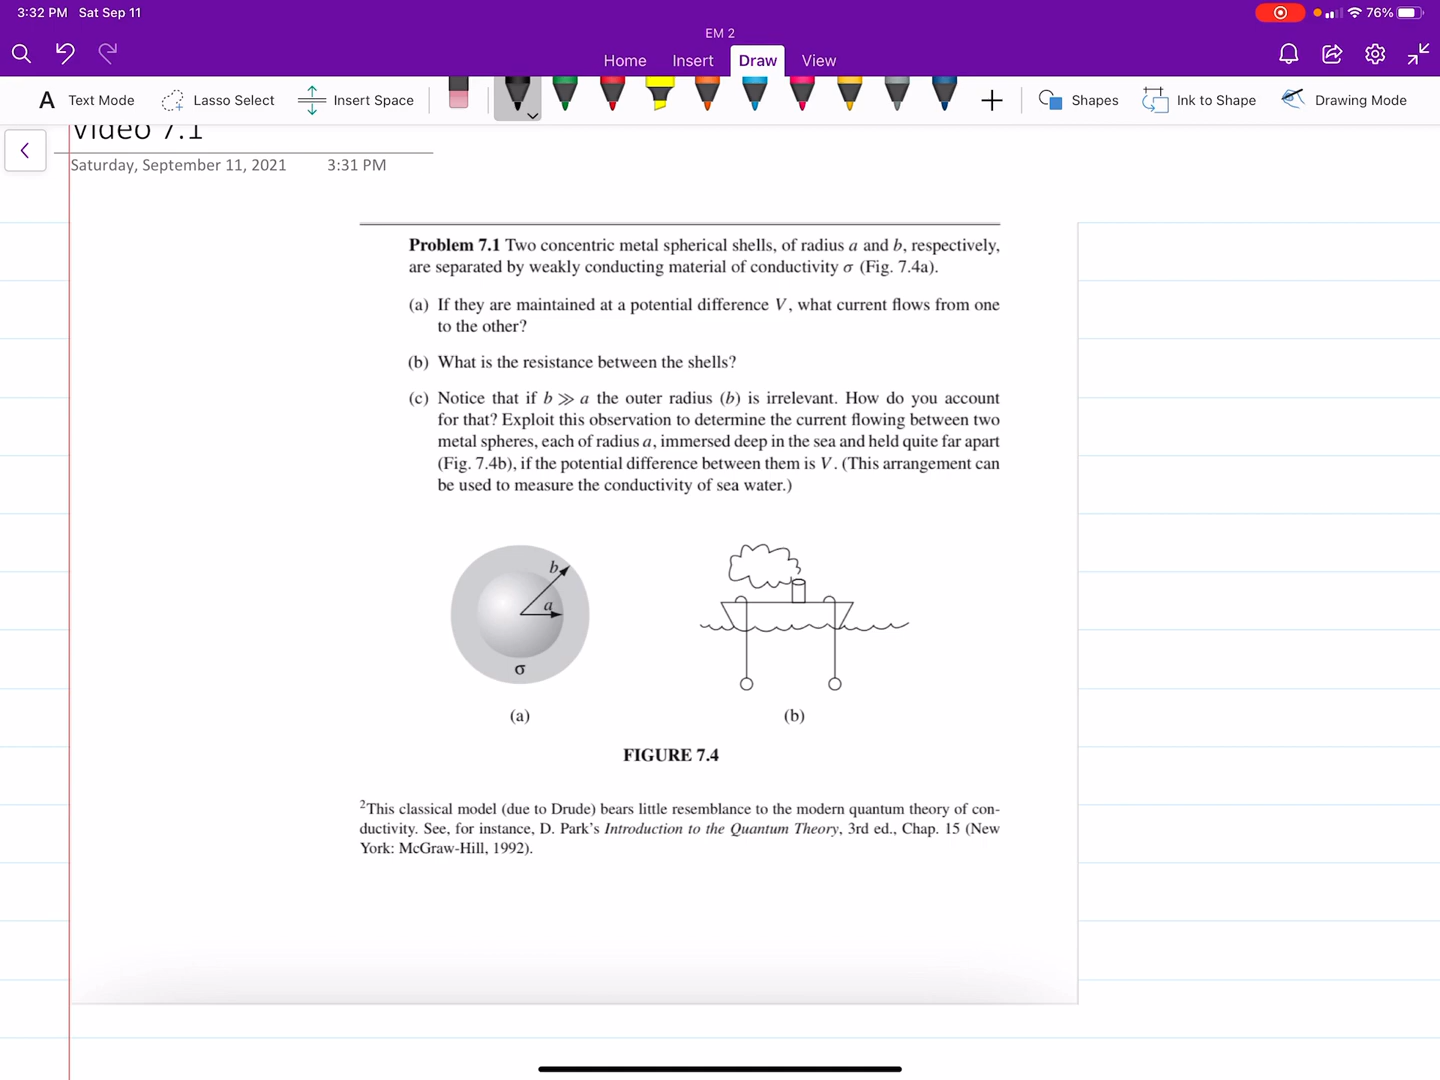 3:32 PM Sat Sep 11
76%
EM 2
Home Insert Draw View
Text Mode Lasso Select Insert Space Shapes Ink to Shape Drawing Mode
Video 7.1
Saturday, September 11, 2021 3:31 PM
Problem 7.1 Two concentric metal spherical shells, of radius a and b, respectively,
are separated by weakly conducting material of conductivity σ (Fig. 7.4a).
(a) If they are maintained at a potential difference V, what current flows from one
to the other?
(b) What is the resistance between the shells?
(c) Notice that if b ≫ a the outer radius (b) is irrelevant. How do you account
for that? Exploit this observation to determine the current flowing between two
metal spheres, each of radius a, immersed deep in the sea and held quite far apart
(Fig. 7.4b), if the potential difference between them is V. (This arrangement can
be used to measure the conductivity of sea water.)
b
a
σ
(a) (b)
FIGURE 7.4
²This classical model (due to Drude) bears little resemblance to the modern quantum theory of con-
ductivity. See, for instance, D. Park's Introduction to the Quantum Theory, 3rd ed., Chap. 15 (New
York: McGraw-Hill, 1992).